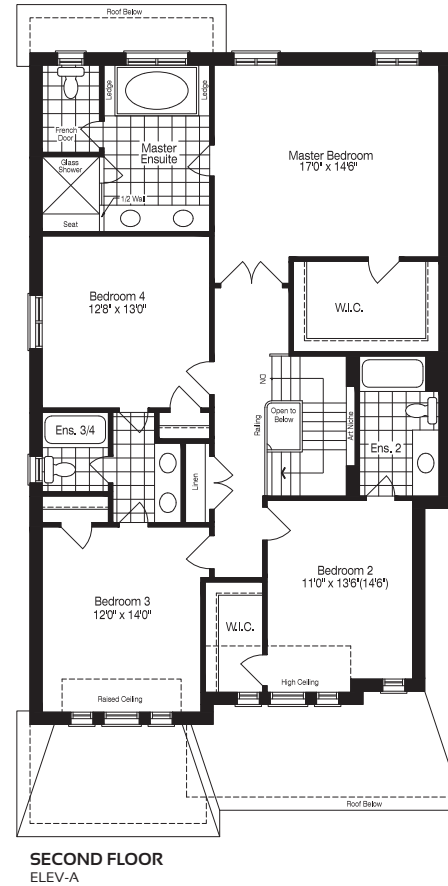 Roof Below
Ledge
Ledge
French
Door
Master
Ensuite
Glass
Shower
1/2 Wall
Seat
Master Bedroom
17'0" x 14'6"
W.I.C.
Bedroom 4
12'8" x 13'0"
DN
Open to
Below
Railing
Art Niche
Ens. 3/4
Ens. 2
Linen
Bedroom 3
12'0" x 14'0"
Bedroom 2
11'0" x 13'6"(14'6")
W.I.C.
Raised Ceiling
High Ceiling
Roof Below
SECOND FLOOR
ELEV-A